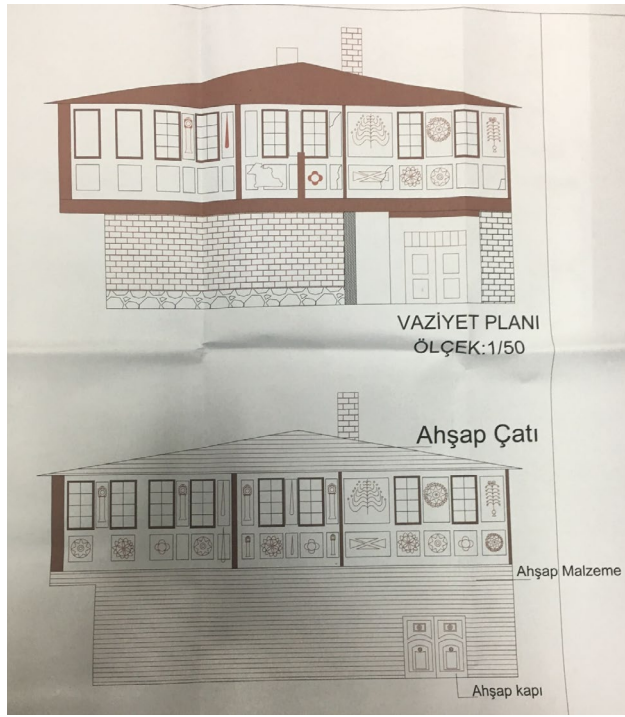 VAZİYET PLANI
ÖLÇEK:1/50
Ahşap Çatı
Ahşap Malzeme
Ahşap kapı